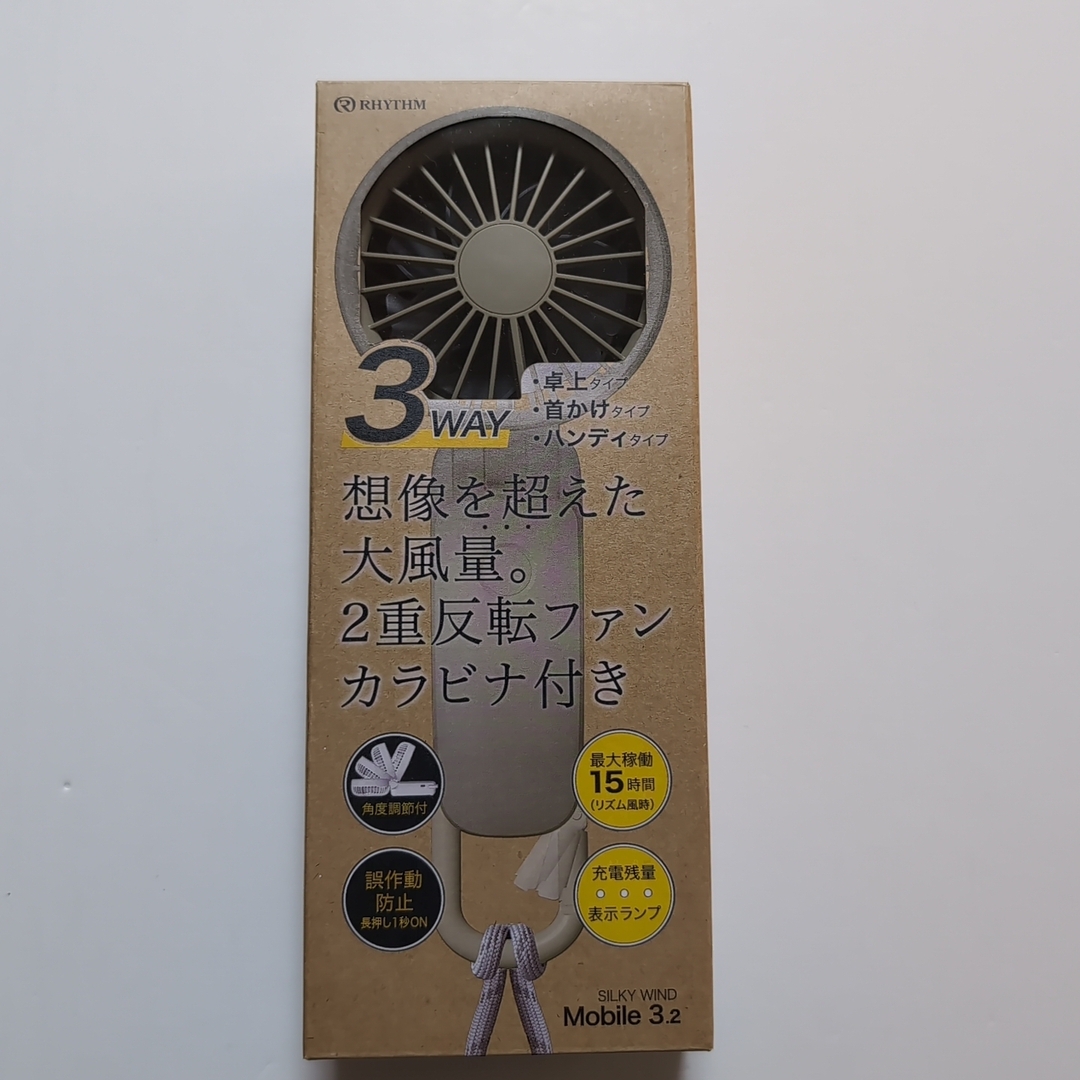 RHYTHM
3WAY
・卓上タイプ
・首かけタイプ
・ハンディタイプ
想像を超えた
大風量。
2重反転ファン
カラビナ付き
角度調節付
最大稼働
15時間
(リズム風時)
誤作動
防止
長押し1秒ON
充電残量
表示ランプ
SILKY WIND
Mobile 3.2